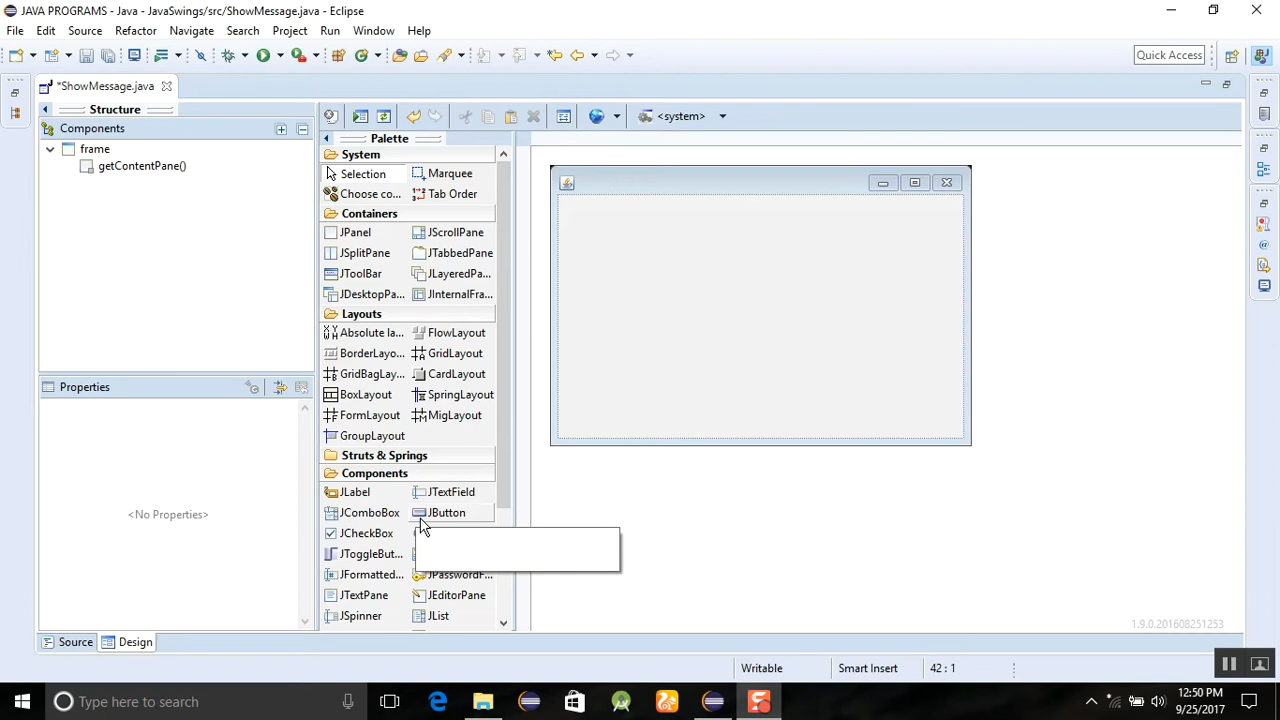 JAVA PROGRAMS - Java - JavaSwings/src/ShowMessage.java - Eclipse
File Edit Source Refactor Navigate Search Project Run Window Help
Quick Access
*ShowMessage.java
Structure
Components
frame
getContentPane()
Properties
<No Properties>
Palette
<system>
System
Selection Marquee
Choose co... Tab Order
Containers
JPanel JScrollPane
JSplitPane JTabbedPane
JToolBar JLayeredPa...
JDesktopPa... JInternalFra...
Layouts
Absolute la... FlowLayout
BorderLayo... GridLayout
GridBagLay... CardLayout
BoxLayout SpringLayout
FormLayout MigLayout
GroupLayout
Struts & Springs
Components
JLabel JTextField
JComboBox JButton
JCheckBox
JToggleBut...
JFormatted... JPasswordF...
JTextPane JEditorPane
JSpinner JList
1.9.0.201608251253
Source Design
Writable Smart Insert 42 : 1
Type here to search
12:50 PM
9/25/2017